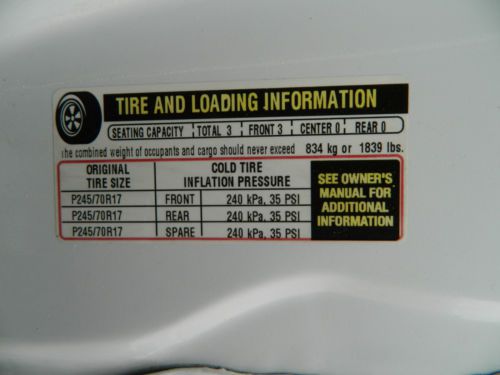 TIRE AND LOADING INFORMATION
SEATING CAPACITY TOTAL 3 FRONT 3 CENTER 0 REAR 0
The combined weight of occupants and cargo should never exceed 834 kg or 1839 lbs.
ORIGINAL TIRE SIZE COLD TIRE INFLATION PRESSURE
P245/70R17 FRONT 240 kPa, 35 PSI
P245/70R17 REAR 240 kPa, 35 PSI
P245/70R17 SPARE 240 kPa, 35 PSI
SEE OWNER'S
MANUAL FOR
ADDITIONAL
INFORMATION